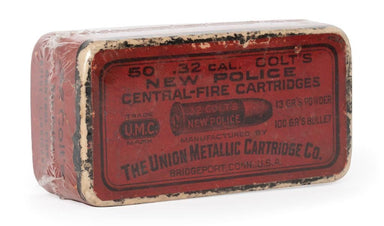 50 .32 CAL. COLT'S
NEW POLICE
CENTRAL-FIRE CARTRIDGES
TRADE
U.M.C.
MARK
.32 COLT'S
NEW POLICE
13 GR'S POWDER
100 GR'S BULLET
MANUFACTURED BY
THE UNION METALLIC CARTRIDGE CO.
BRIDGEPORT, CONN., U.S.A.